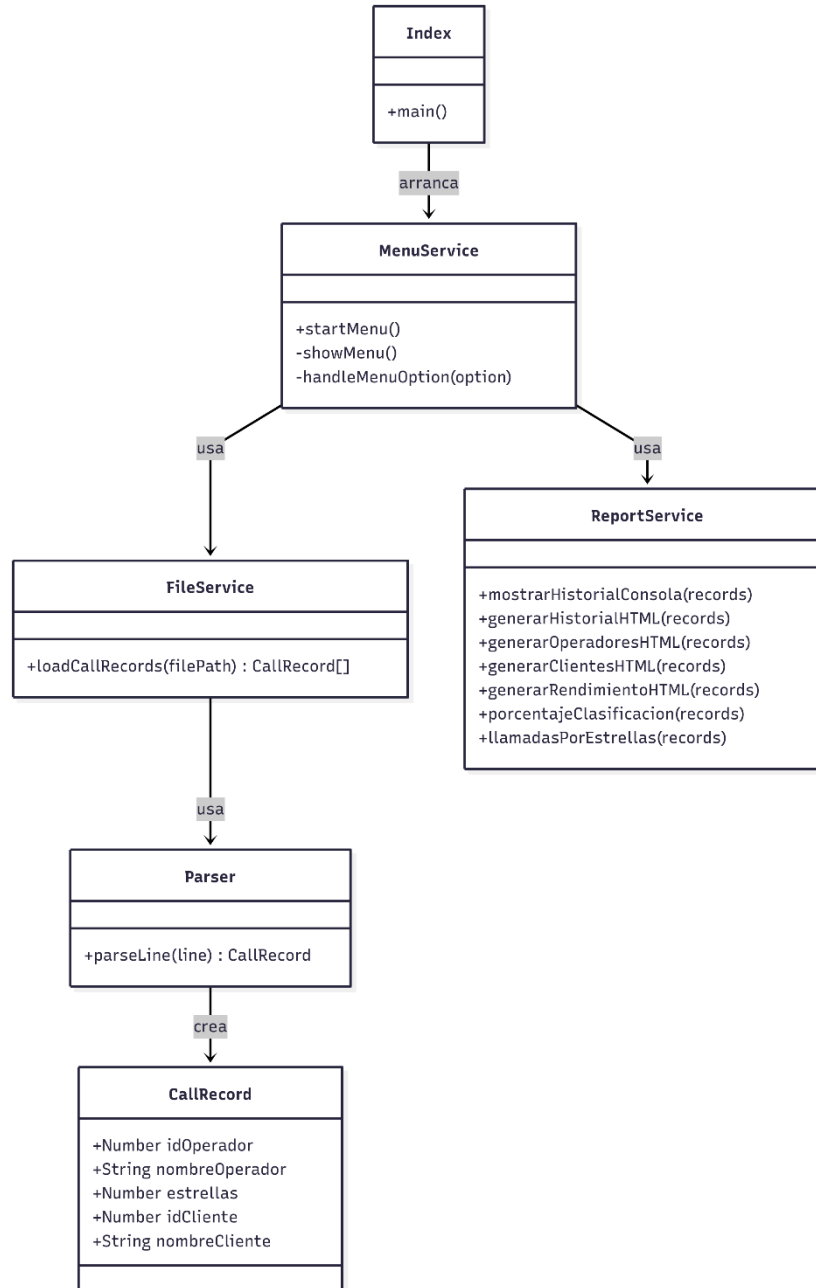 Index
+main()
arranca
MenuService
+startMenu()
-showMenu()
-handleMenuOption(option)
usa
usa
FileService
+loadCallRecords(filePath) : CallRecord[]
ReportService
+mostrarHistorialConsola(records)
+generarHistorialHTML(records)
+generarOperadoresHTML(records)
+generarClientesHTML(records)
+generarRendimientoHTML(records)
+porcentajeClasificacion(records)
+llamadasPorEstrellas(records)
usa
Parser
+parseLine(line) : CallRecord
crea
CallRecord
+Number idOperador
+String nombreOperador
+Number estrellas
+Number idCliente
+String nombreCliente